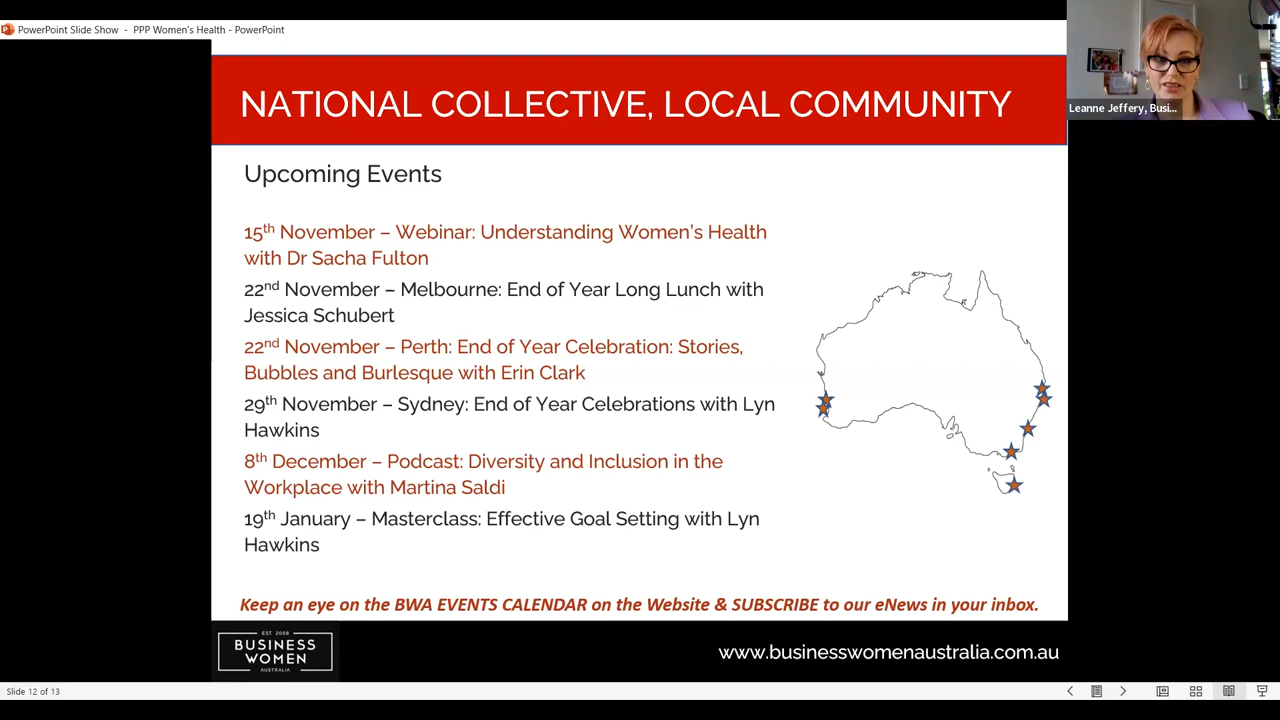 PowerPoint Slide Show - PPP Women's Health - PowerPoint
Leanne Jeffery, Busi...
NATIONAL COLLECTIVE, LOCAL COMMUNITY
Upcoming Events
15th November – Webinar: Understanding Women's Health
with Dr Sacha Fulton
22nd November – Melbourne: End of Year Long Lunch with
Jessica Schubert
22nd November – Perth: End of Year Celebration: Stories,
Bubbles and Burlesque with Erin Clark
29th November – Sydney: End of Year Celebrations with Lyn
Hawkins
8th December – Podcast: Diversity and Inclusion in the
Workplace with Martina Saldi
19th January – Masterclass: Effective Goal Setting with Lyn
Hawkins
Keep an eye on the BWA EVENTS CALENDAR on the Website & SUBSCRIBE to our eNews in your inbox.
EST. 2008
BUSINESS
WOMEN
AUSTRALIA
www.businesswomenaustralia.com.au
Slide 12 of 13